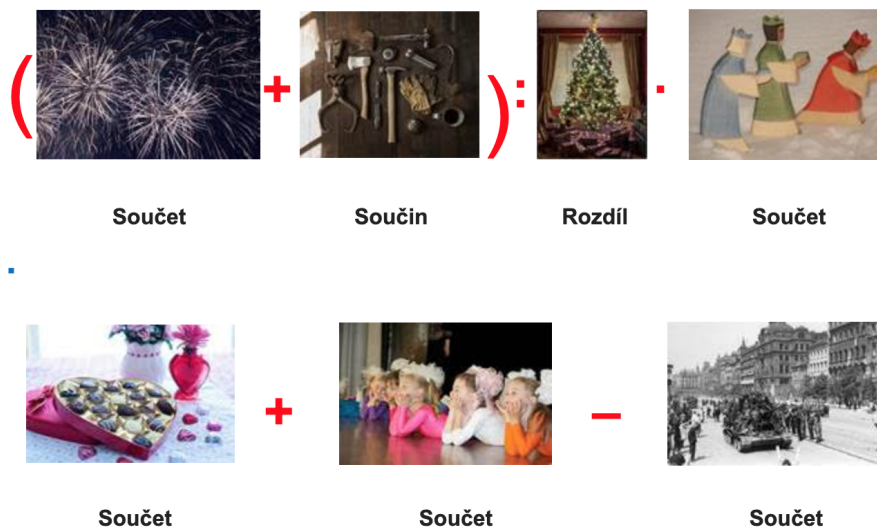 ( + ) : ·
Součet Součin Rozdíl Součet
·
+ –
Součet Součet Součet